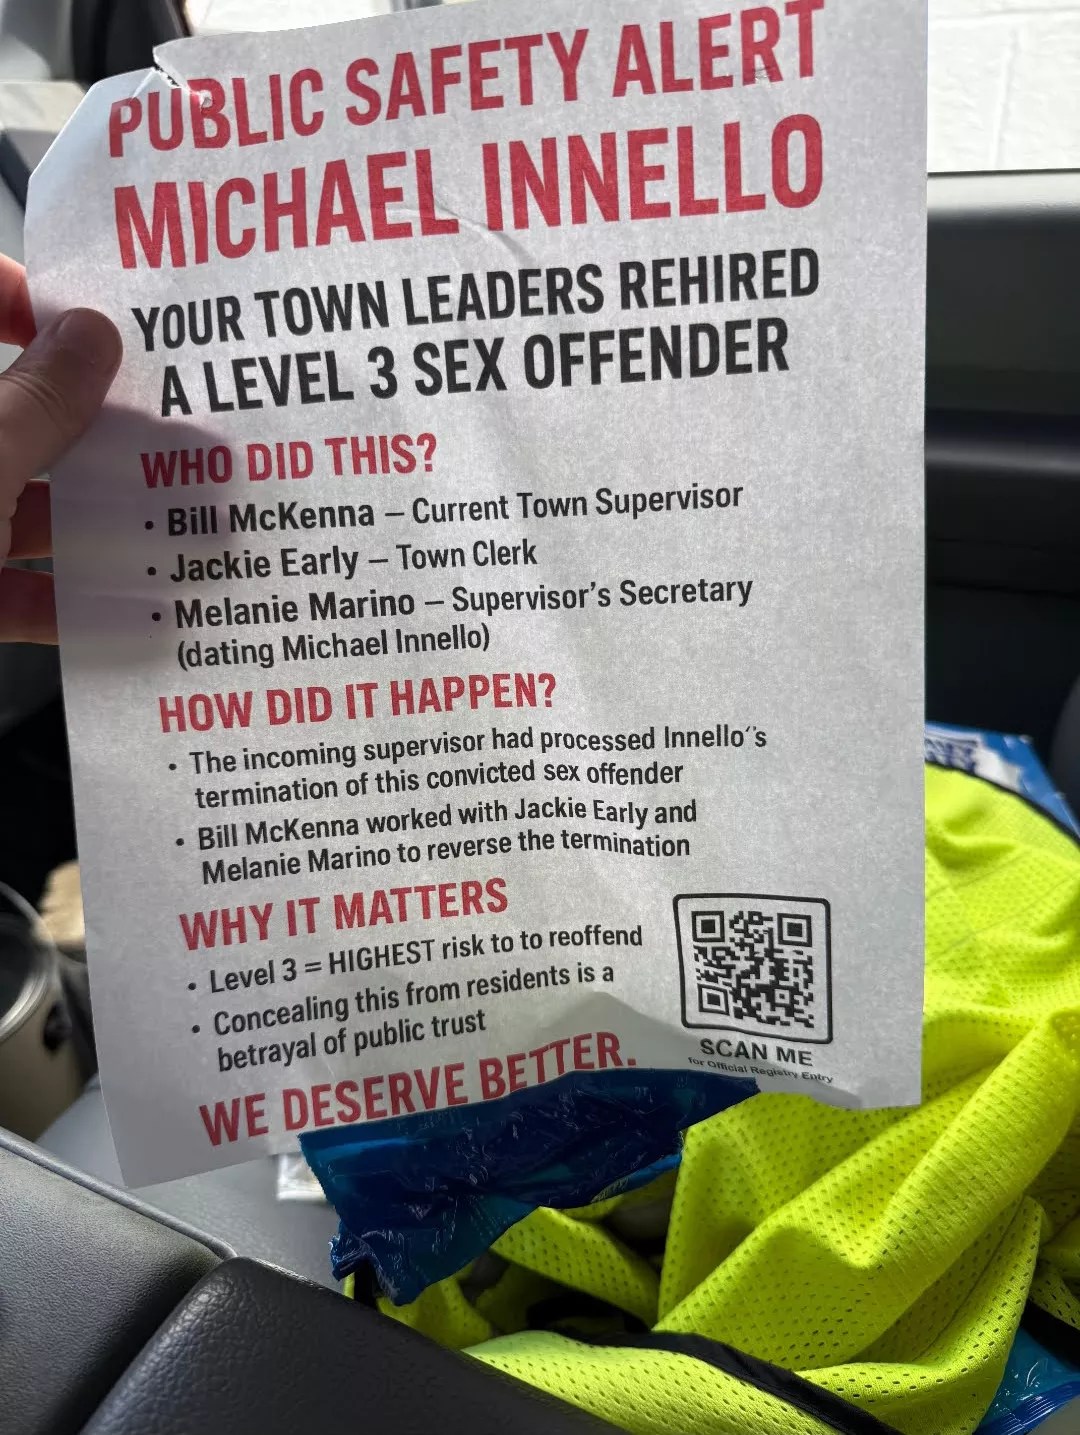 PUBLIC SAFETY ALERT
MICHAEL INNELLO
YOUR TOWN LEADERS REHIRED
A LEVEL 3 SEX OFFENDER
WHO DID THIS?
• Bill McKenna – Current Town Supervisor
• Jackie Early – Town Clerk
• Melanie Marino – Supervisor's Secretary
(dating Michael Innello)
HOW DID IT HAPPEN?
• The incoming supervisor had processed Innello´'s
termination of this convicted sex offender
• Bill McKenna worked with Jackie Early and
Melanie Marino to reverse the termination
WHY IT MATTERS
• Level 3 = HIGHEST risk to to reoffend
• Concealing this from residents is a
betrayal of public trust
WE DESERVE BETTER.
SCAN ME
for Official Registry Entry